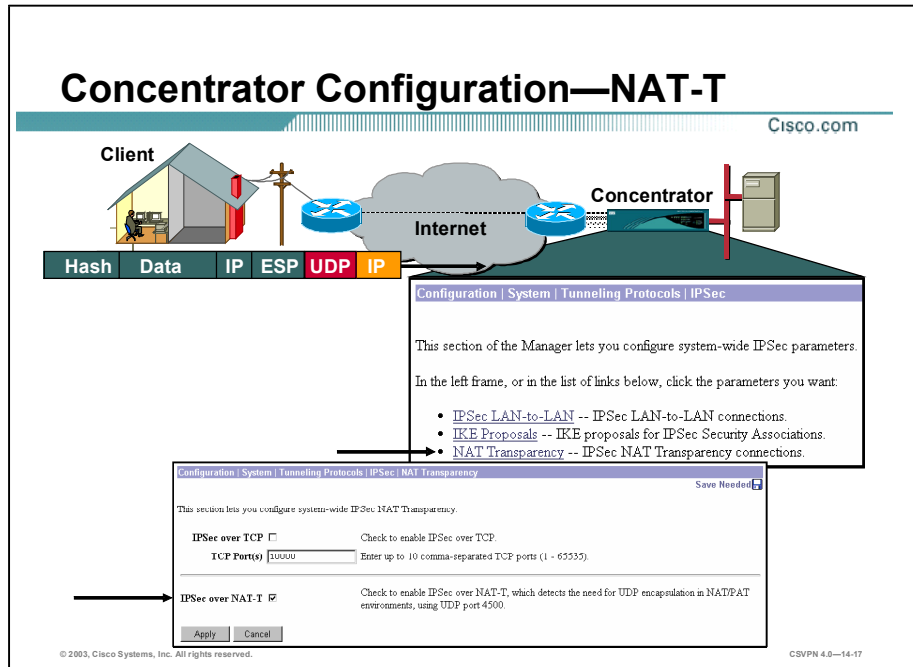 Concentrator Configuration—NAT-T
Cisco.com
Client
Concentrator
Internet
Hash Data IP ESP UDP IP
Configuration | System | Tunneling Protocols | IPSec
This section of the Manager lets you configure system-wide IPSec parameters.
In the left frame, or in the list of links below, click the parameters you want:
• IPSec LAN-to-LAN -- IPSec LAN-to-LAN connections.
• IKE Proposals -- IKE proposals for IPSec Security Associations.
• NAT Transparency -- IPSec NAT Transparency connections.
Configuration | System | Tunneling Protocols | IPSec | NAT Transparency
Save Needed
This section lets you configure system-wide IPSec NAT Transparency.
IPSec over TCP Check to enable IPSec over TCP.
TCP Port(s) 10000 Enter up to 10 comma-separated TCP ports (1 - 65535).
IPSec over NAT-T Check to enable IPSec over NAT-T, which detects the need for UDP encapsulation in NAT/PAT
environments, using UDP port 4500.
Apply Cancel
© 2003, Cisco Systems, Inc. All rights reserved.
CSVPN 4.0—14-17